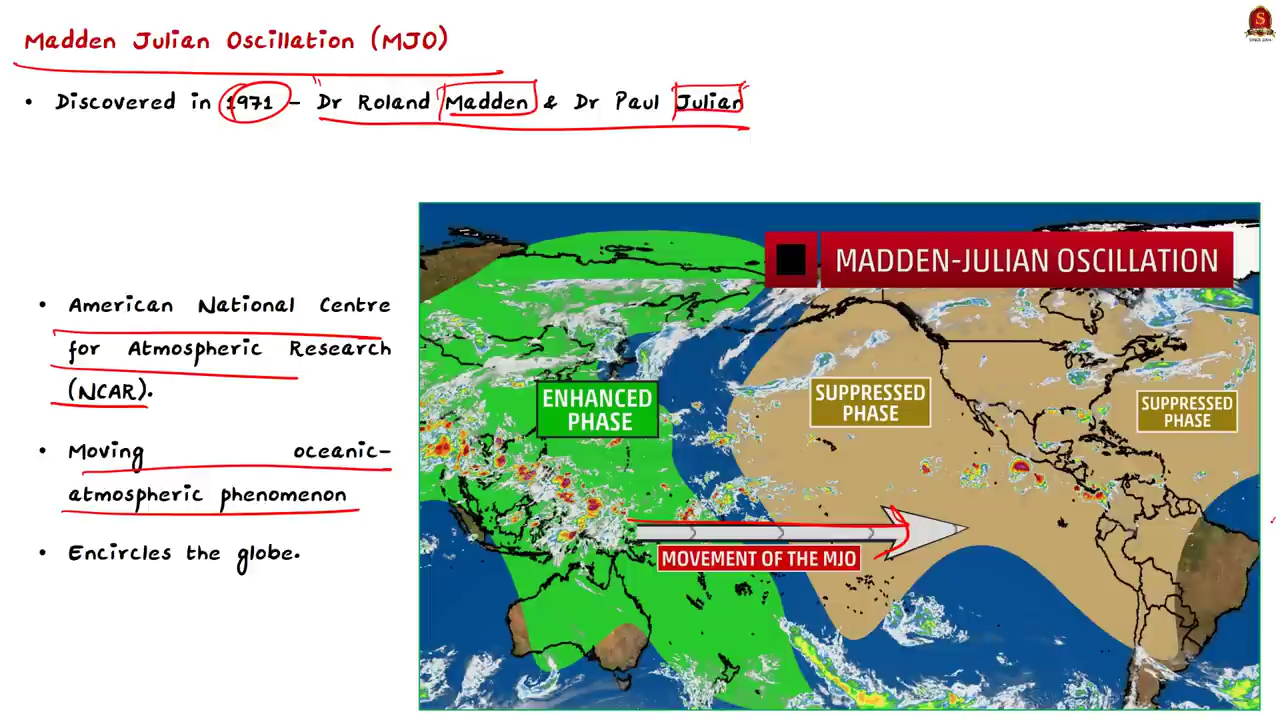 Madden Julian Oscillation (MJO)
• Discovered in 1971 – Dr Roland Madden & Dr Paul Julian
• American National Centre
for Atmospheric Research
(NCAR).
• Moving oceanic-
atmospheric phenomenon
• Encircles the globe.
MADDEN-JULIAN OSCILLATION
ENHANCED
PHASE
SUPPRESSED
PHASE
SUPPRESSED
PHASE
MOVEMENT OF THE MJO
S